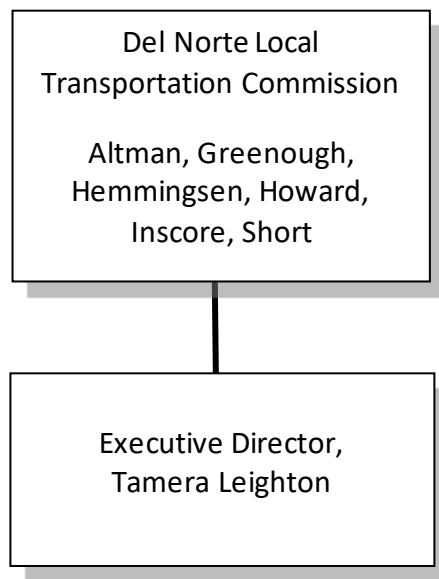 Del Norte Local
Transportation Commission
Altman, Greenough,
Hemmingsen, Howard,
Inscore, Short
Executive Director,
Tamera Leighton